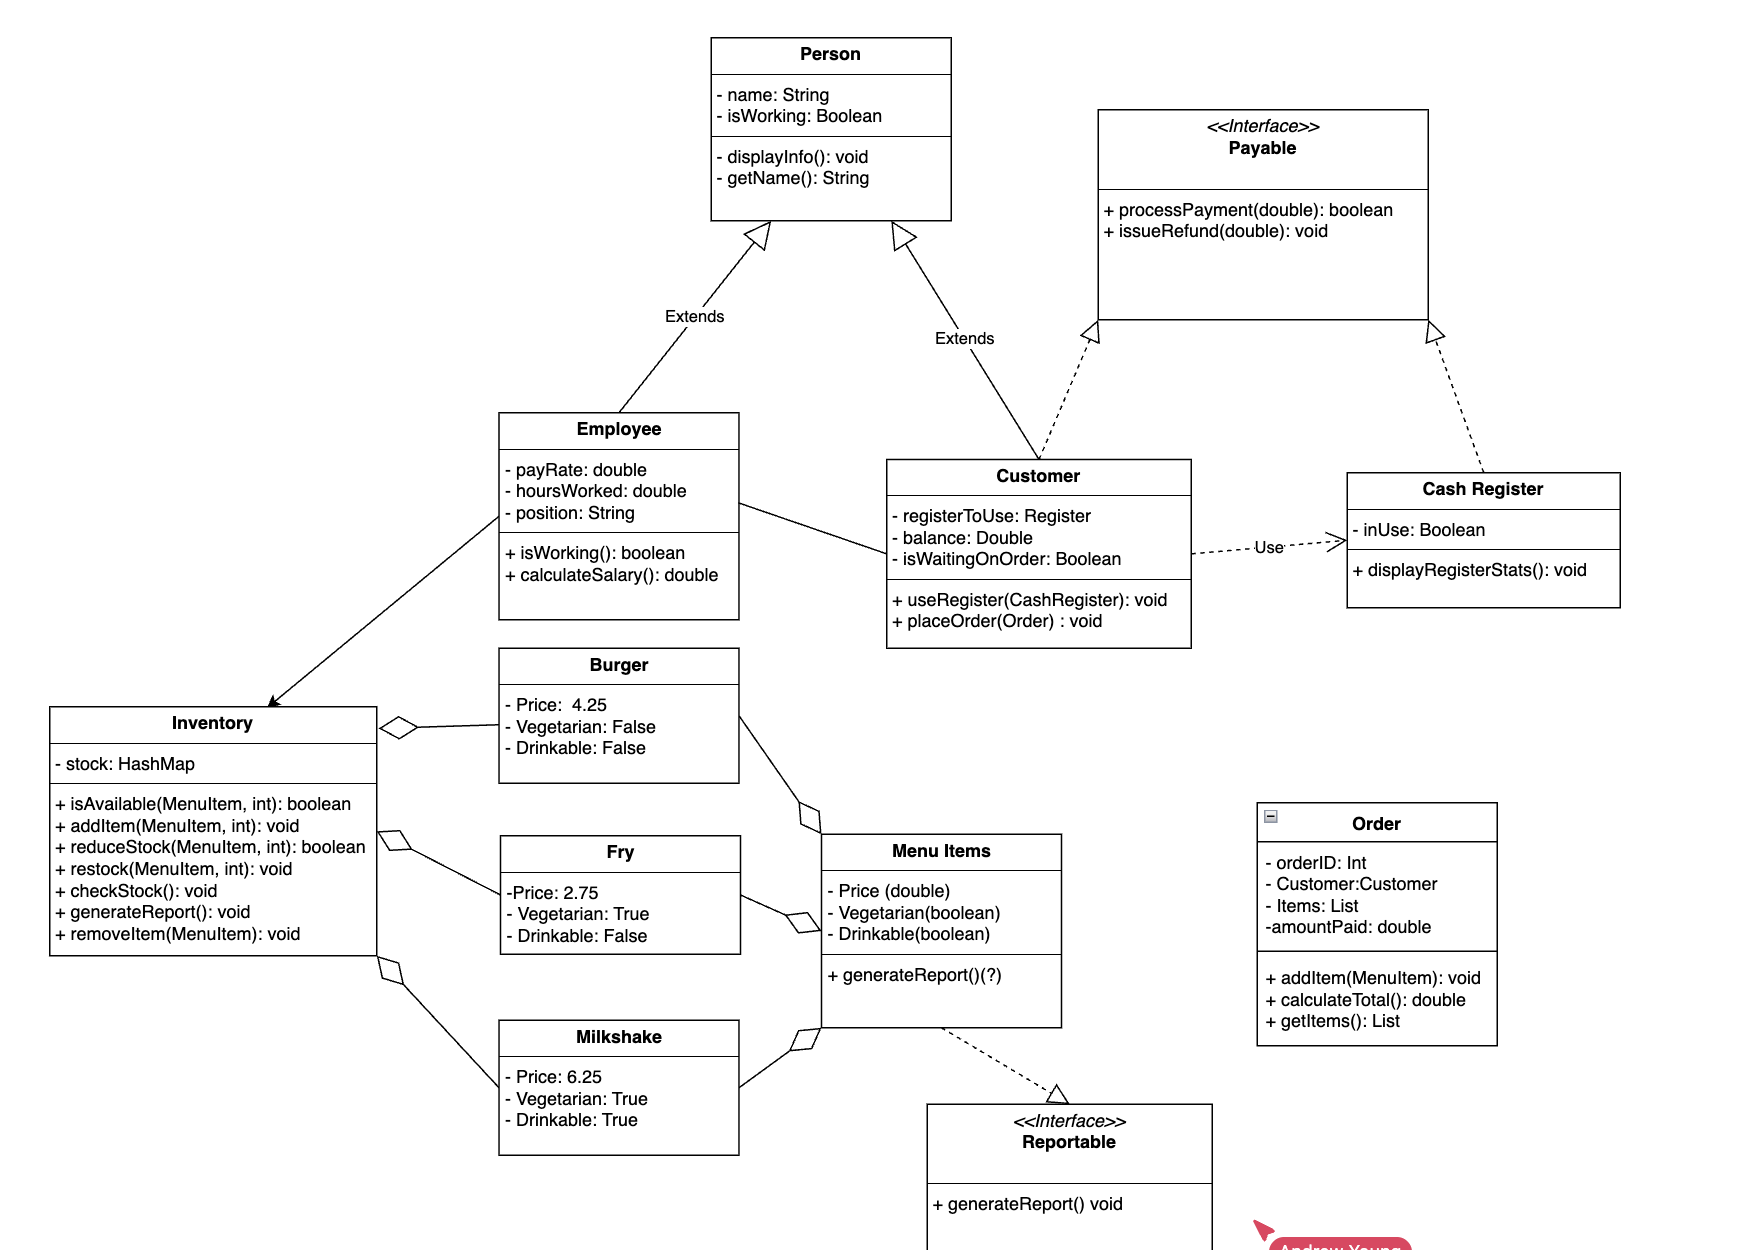 Person
- name: String
- isWorking: Boolean
- displayInfo(): void
- getName(): String
<<Interface>>
Payable
+ processPayment(double): boolean
+ issueRefund(double): void
Extends
Extends
Employee
- payRate: double
- hoursWorked: double
- position: String
+ isWorking(): boolean
+ calculateSalary(): double
Customer
- registerToUse: Register
- balance: Double
- isWaitingOnOrder: Boolean
+ useRegister(CashRegister): void
+ placeOrder(Order) : void
Use
Cash Register
- inUse: Boolean
+ displayRegisterStats(): void
Inventory
- stock: HashMap
+ isAvailable(MenuItem, int): boolean
+ addItem(MenuItem, int): void
+ reduceStock(MenuItem, int): boolean
+ restock(MenuItem, int): void
+ checkStock(): void
+ generateReport(): void
+ removeItem(MenuItem): void
Burger
- Price:  4.25
- Vegetarian: False
- Drinkable: False
Fry
-Price: 2.75
- Vegetarian: True
- Drinkable: False
Milkshake
- Price: 6.25
- Vegetarian: True
- Drinkable: True
Menu Items
- Price (double)
- Vegetarian(boolean)
- Drinkable(boolean)
+ generateReport()(?)
Order
- orderID: Int
- Customer:Customer
- Items: List
-amountPaid: double
+ addItem(MenuItem): void
+ calculateTotal(): double
+ getItems(): List
<<Interface>>
Reportable
+ generateReport() void
Andrew Young